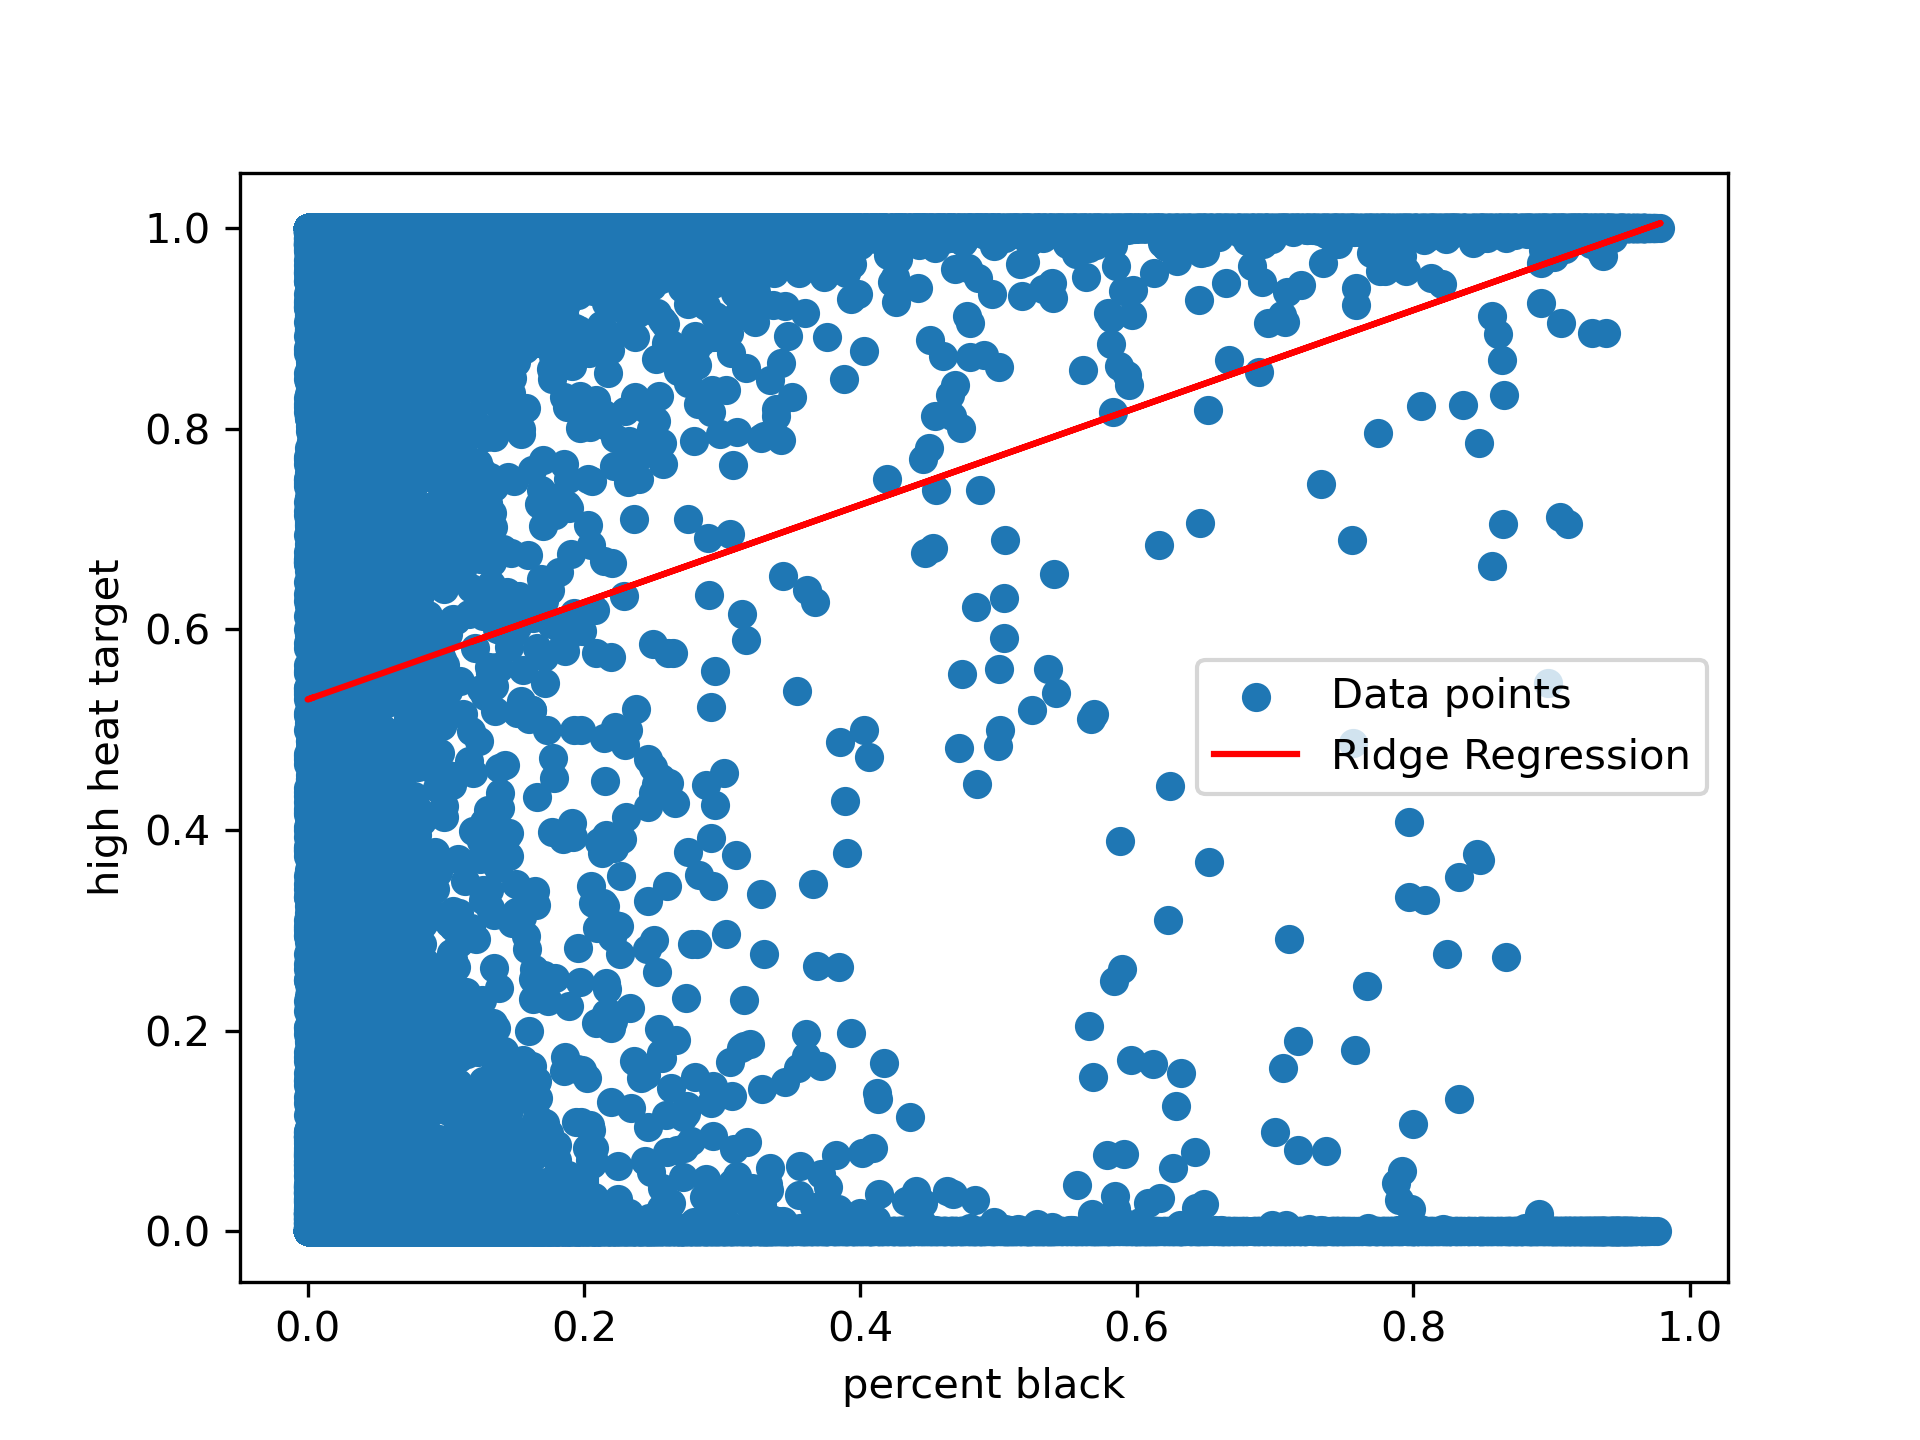 1.0
0.8
0.6
0.4
0.2
0.0
high heat target
Data points
Ridge Regression
0.0 0.2 0.4 0.6 0.8 1.0
percent black